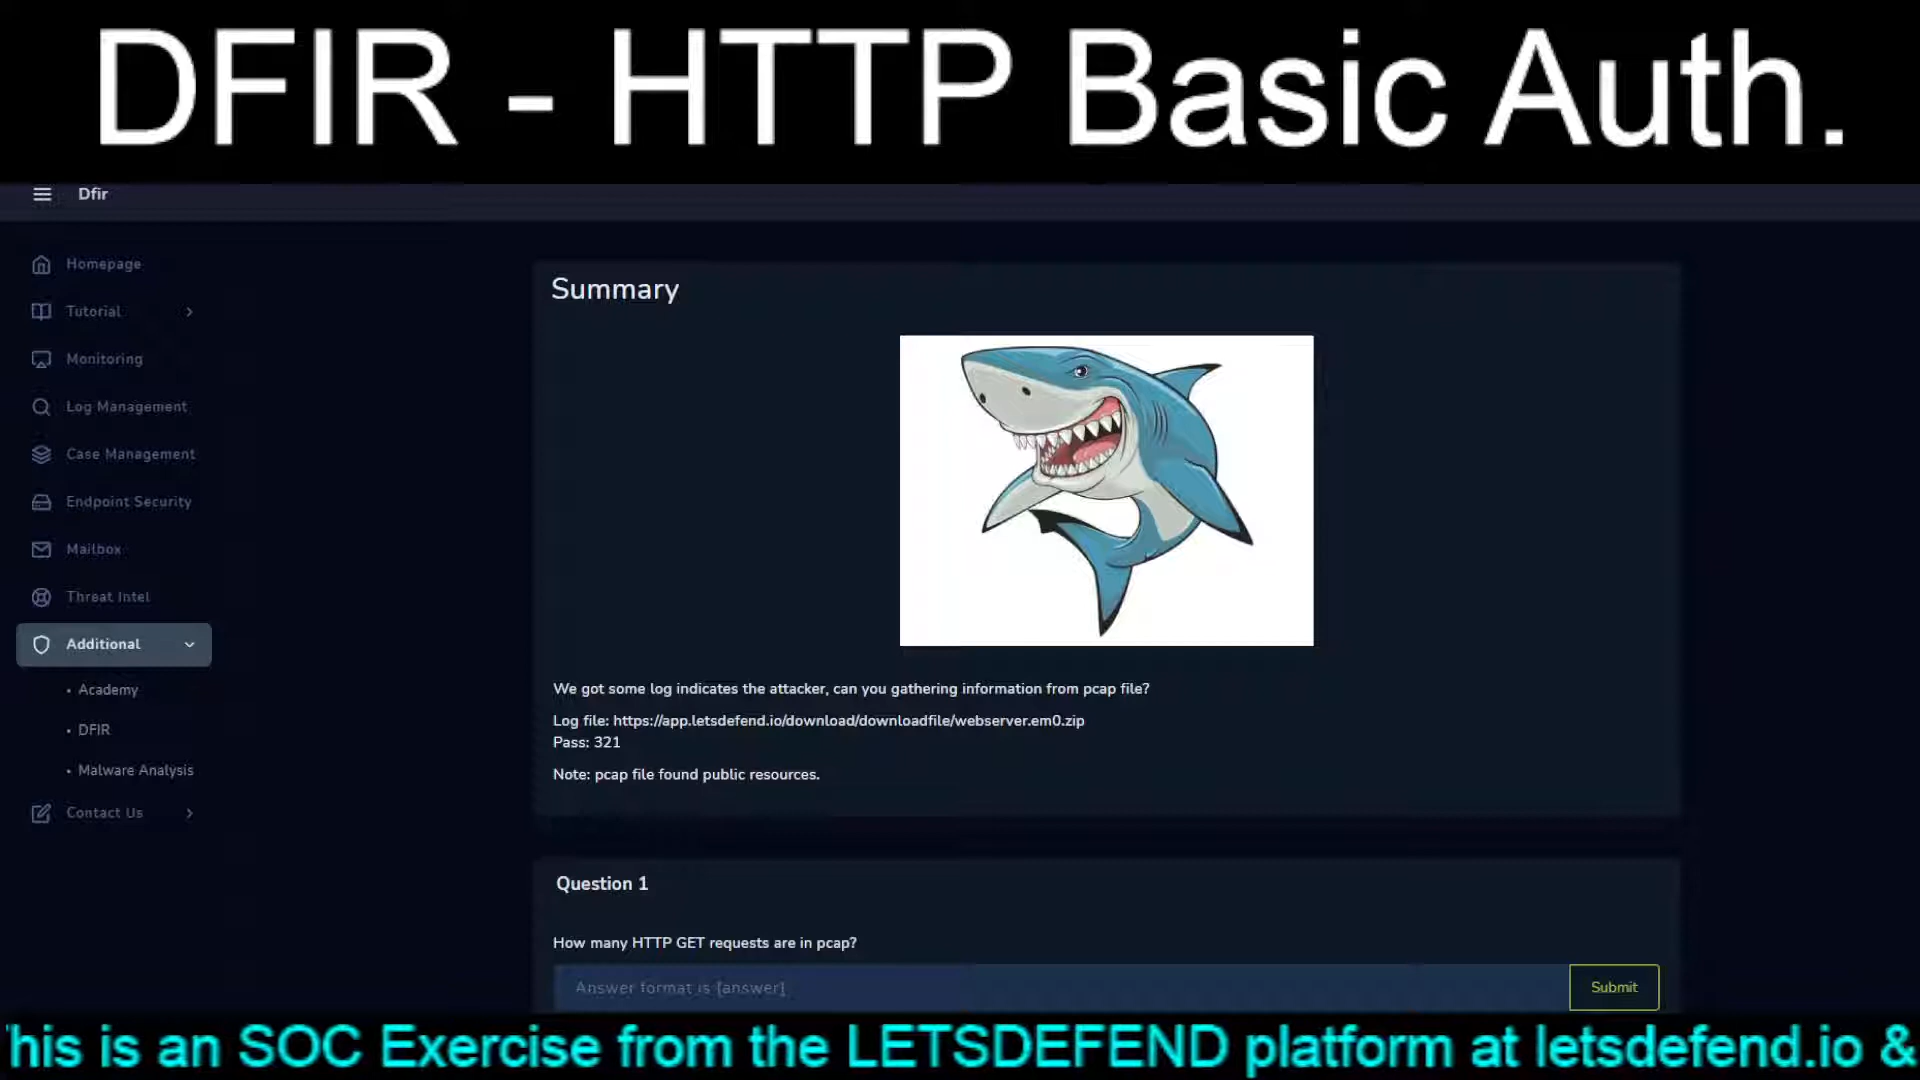 DFIR - HTTP Basic Auth.
Dfir
Homepage
Tutorial
Monitoring
Log Management
Case Management
Endpoint Security
Mailbox
Threat Intel
Additional
Academy
DFIR
Malware Analysis
Contact Us
Summary
We got some log indicates the attacker, can you gathering information from pcap file?
Log file: https://app.letsdefend.io/download/downloadfile/webserver.em0.zip
Pass: 321
Note: pcap file found public resources.
Question 1
How many HTTP GET requests are in pcap?
Answer format is {answer}
Submit
his is an SOC Exercise from the LETSDEFEND platform at letsdefend.io &